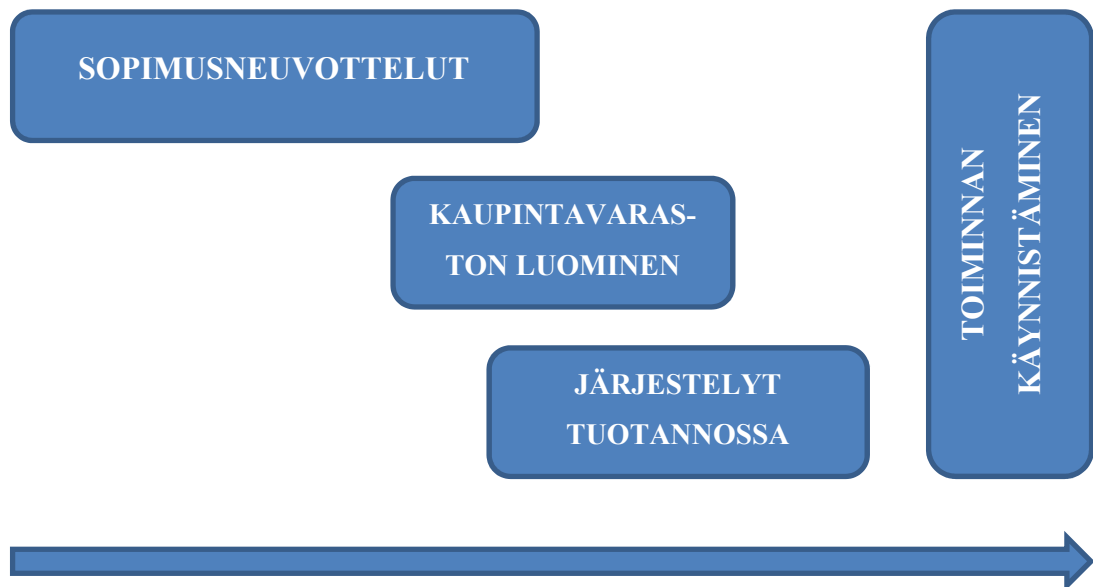 SOPIMUSNEUVOTTELUT
KAUPINTAVARAS-
TON LUOMINEN
JÄRJESTELYT
TUOTANNOSSA
TOIMINNAN
KÄYNNISTÄMINEN